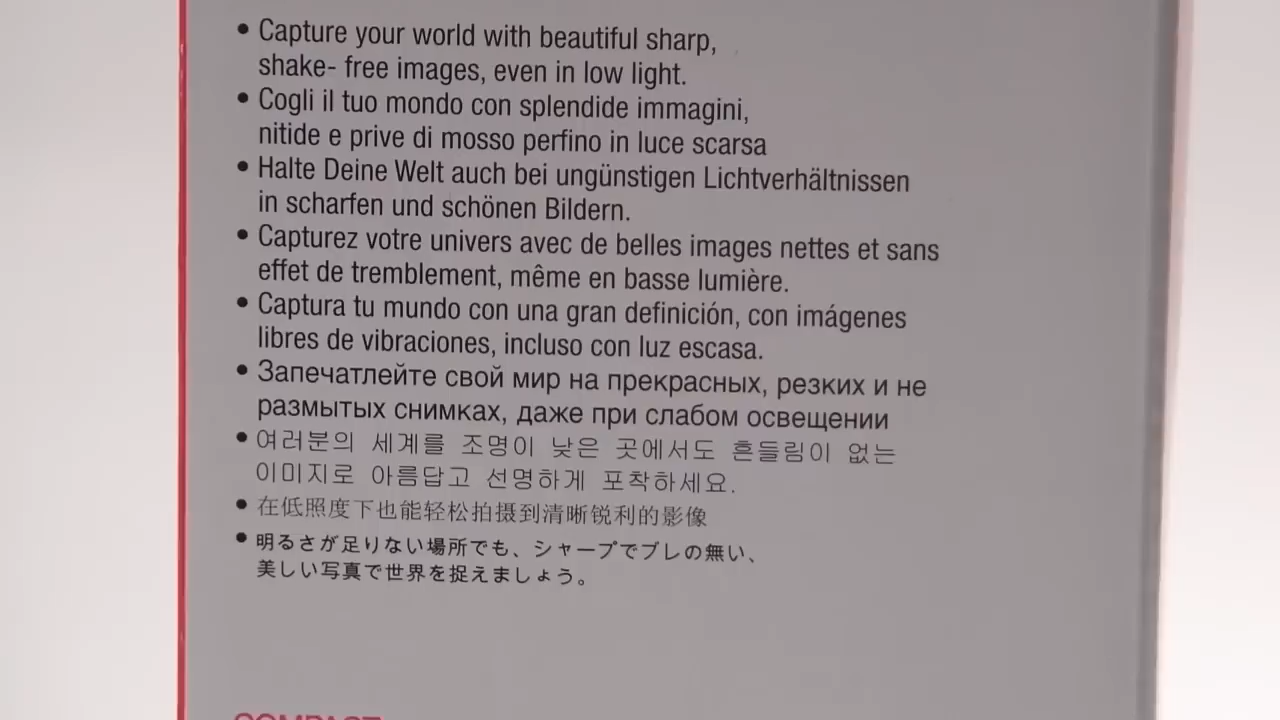 • Capture your world with beautiful sharp,
shake- free images, even in low light.
• Cogli il tuo mondo con splendide immagini,
nitide e prive di mosso perfino in luce scarsa
• Halte Deine Welt auch bei ungünstigen Lichtverhältnissen
in scharfen und schönen Bildern.
• Capturez votre univers avec de belles images nettes et sans
effet de tremblement, même en basse lumière.
• Captura tu mundo con una gran definición, con imágenes
libres de vibraciones, incluso con luz escasa.
• Запечатлейте свой мир на прекрасных, резких и не
размытых снимках, даже при слабом освещении
• 여러분의 세계를 조명이 낮은 곳에서도 흔들림이 없는
이미지로 아름답고 선명하게 포착하세요.
• 在低照度下也能轻松拍摄到清晰锐利的影像
• 明るさが足りない場所でも、シャープでブレの無い、
美しい写真で世界を捉えましょう。
COMPACT